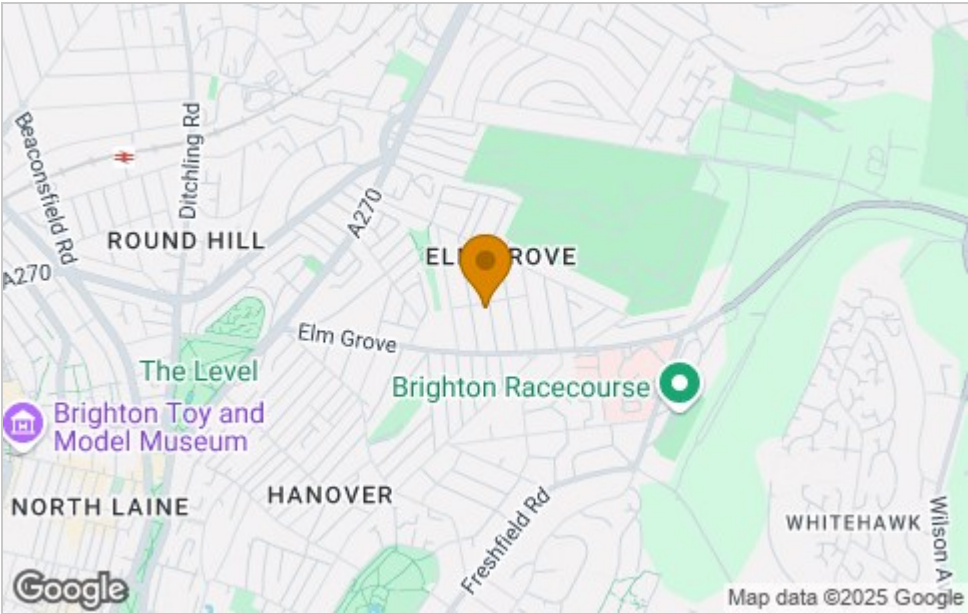 Beaconsfield Rd
Ditchling Rd
A270
ROUND HILL
A270
Elm Grove
The Level
Brighton Racecourse
Brighton Toy and
Model Museum
NORTH LAINE
HANOVER
Freshfield Rd
WHITEHAWK
Wilson A
Google
Map data ©2025 Google